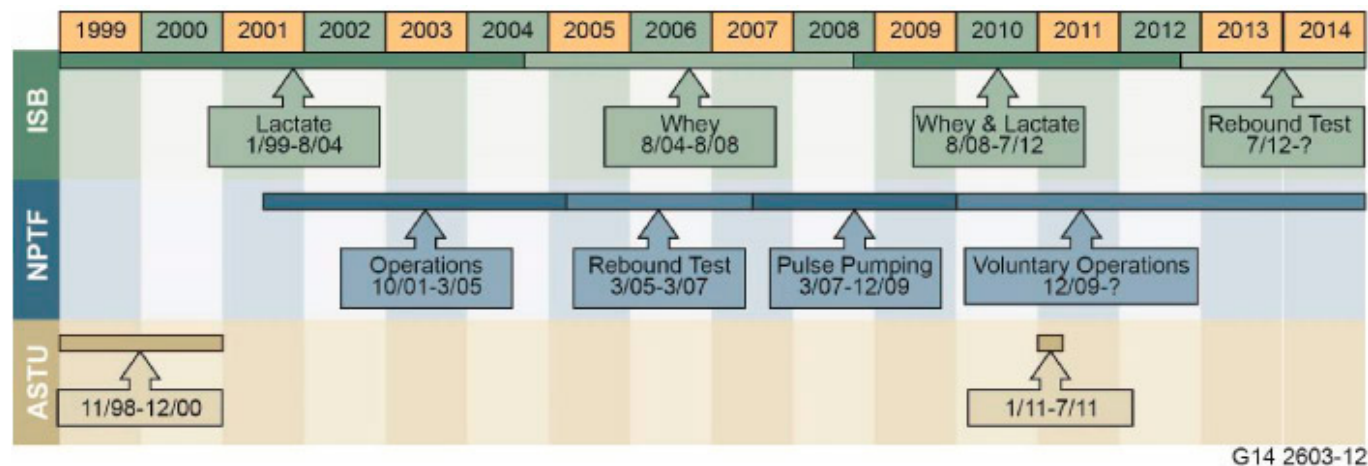 1999 2000 2001 2002 2003 2004 2005 2006 2007 2008 2009 2010 2011 2012 2013 2014
ISB
Lactate
1/99-8/04
Whey
8/04-8/08
Whey & Lactate
8/08-7/12
Rebound Test
7/12-?
NPTF
Operations
10/01-3/05
Rebound Test
3/05-3/07
Pulse Pumping
3/07-12/09
Voluntary Operations
12/09-?
ASTU
11/98-12/00
1/11-7/11
G14 2603-12